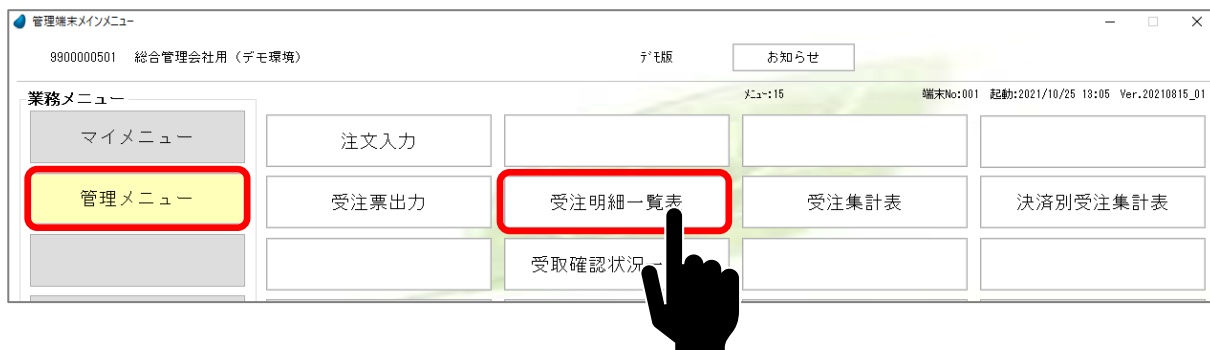 管理端末メインメニュー
9900000501 総合管理会社用（デモ環境） ﾃﾞﾓ版 お知らせ
業務メニュー ﾒﾆｭｰ:15 端末No:001 起動:2021/10/25 13:05 Ver.20210815_01
マイメニュー 注文入力
管理メニュー 受注票出力 受注明細一覧表 受注集計表 決済別受注集計表
受取確認状況一